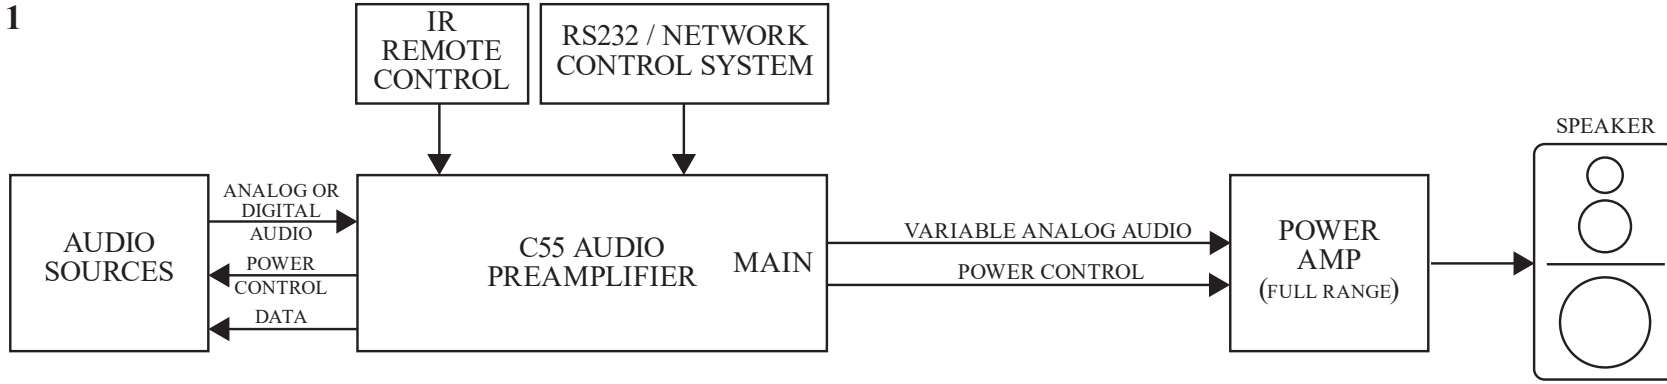 1
IR
REMOTE
CONTROL
RS232 / NETWORK
CONTROL SYSTEM
SPEAKER
AUDIO
SOURCES
ANALOG OR
DIGITAL
AUDIO
POWER
CONTROL
DATA
C55 AUDIO
PREAMPLIFIER
MAIN
VARIABLE ANALOG AUDIO
POWER CONTROL
POWER
AMP
(FULL RANGE)